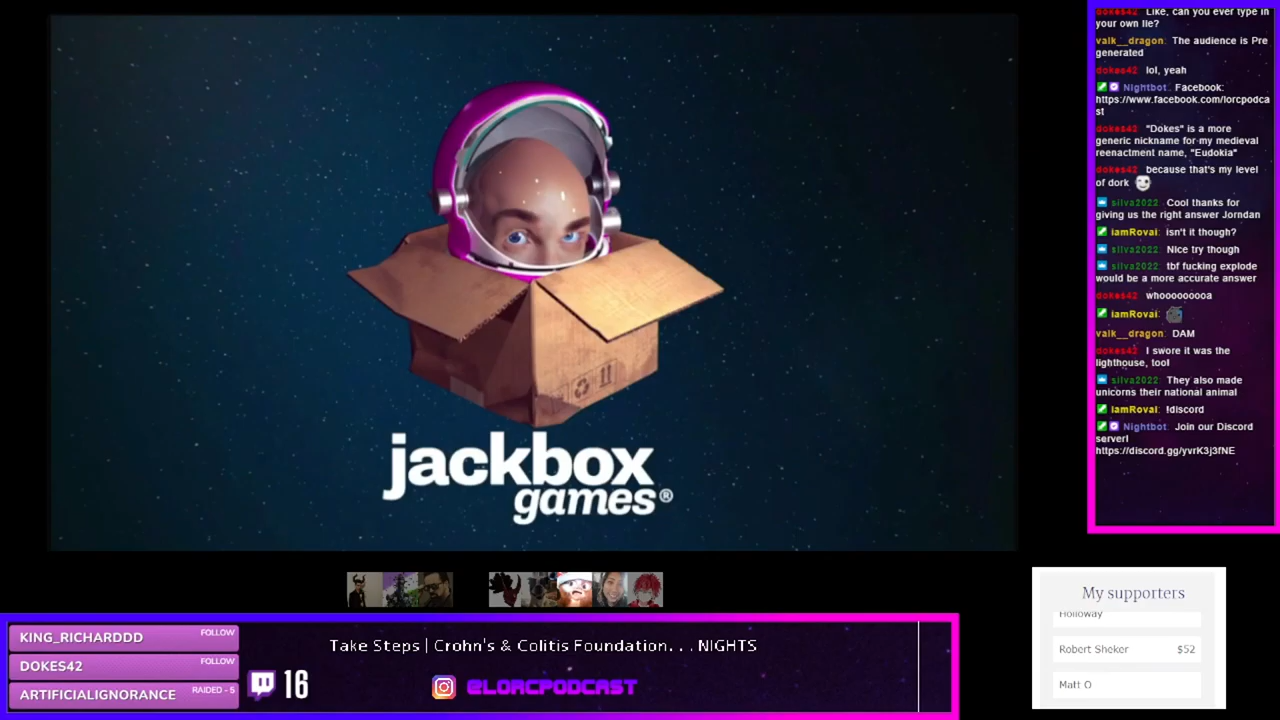 jackbox
games®
dokes42 Like, can you ever type in
your own lie?
valk__dragon: The audience is Pre
generated
dokes42 lol, yeah
Nightbot: Facebook:
https://www.facebook.com/lorcpodca
st
dokes42 "Dokes" is a more
generic nickname for my medieval
reenactment name, "Eudokia"
dokes42 because that's my level
of dork
silva2022: Cool thanks for
giving us the right answer Jorndan
iamRovai: isn't it though?
silva2022: Nice try though
silva2022: tbf fucking explode
would be a more accurate answer
dokes42 whooooooooa
iamRovai:
valk__dragon: DAM
dokes42 I swore it was the
lighthouse, too!
silva2022: They also made
unicorns their national animal
iamRovai: !discord
Nightbot: Join our Discord
server!
https://discord.gg/yvrK3j3fNE
My supporters
Holloway
Robert Sheker $52
Matt O
KING_RICHARDDD FOLLOW
DOKES42 FOLLOW
ARTIFICIALIGNORANCE RAIDED - 5
16
Take Steps | Crohn's & Colitis Foundation. . . NIGHTS
@LORCPODCAST